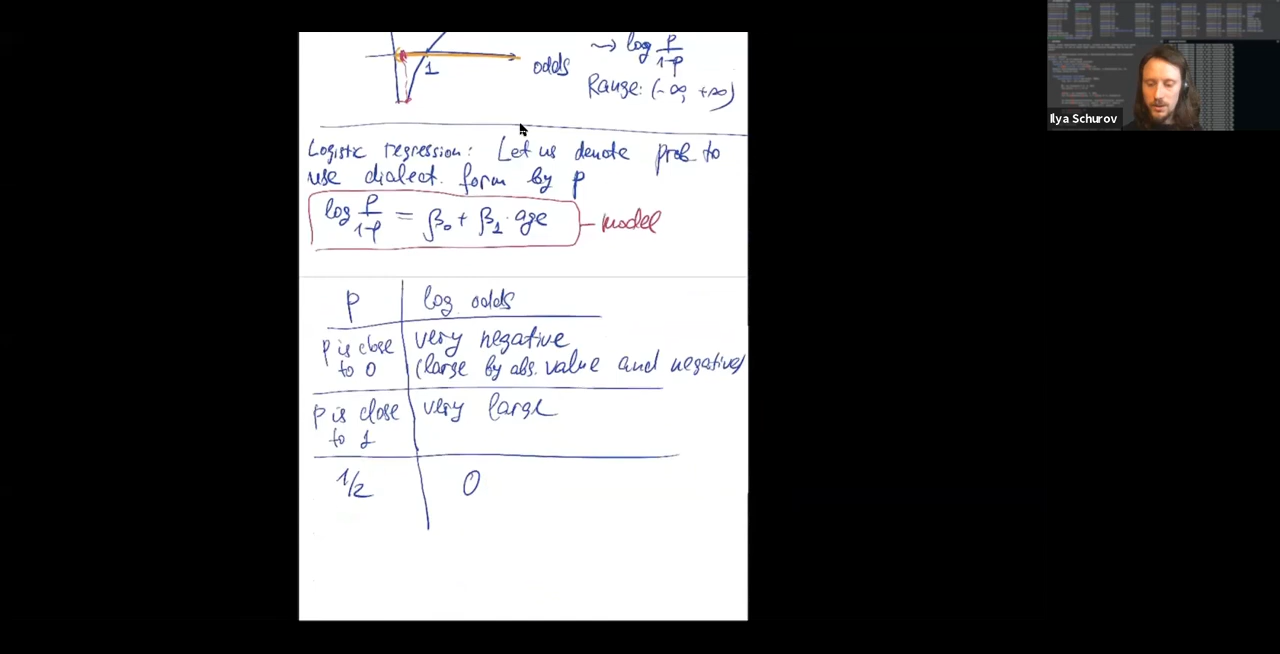 1
odds
~> log p/1-p
Range: (-∞, +∞)
Logistic regression: Let us denote prob. to
use dialect. form by p
log p/1-p = β₀ + β₁ · age – model
p log odds
p is close very negative
to 0 (large by abs. value and negative)
p is close very large
to 1
1/2 0
Ilya Schurov